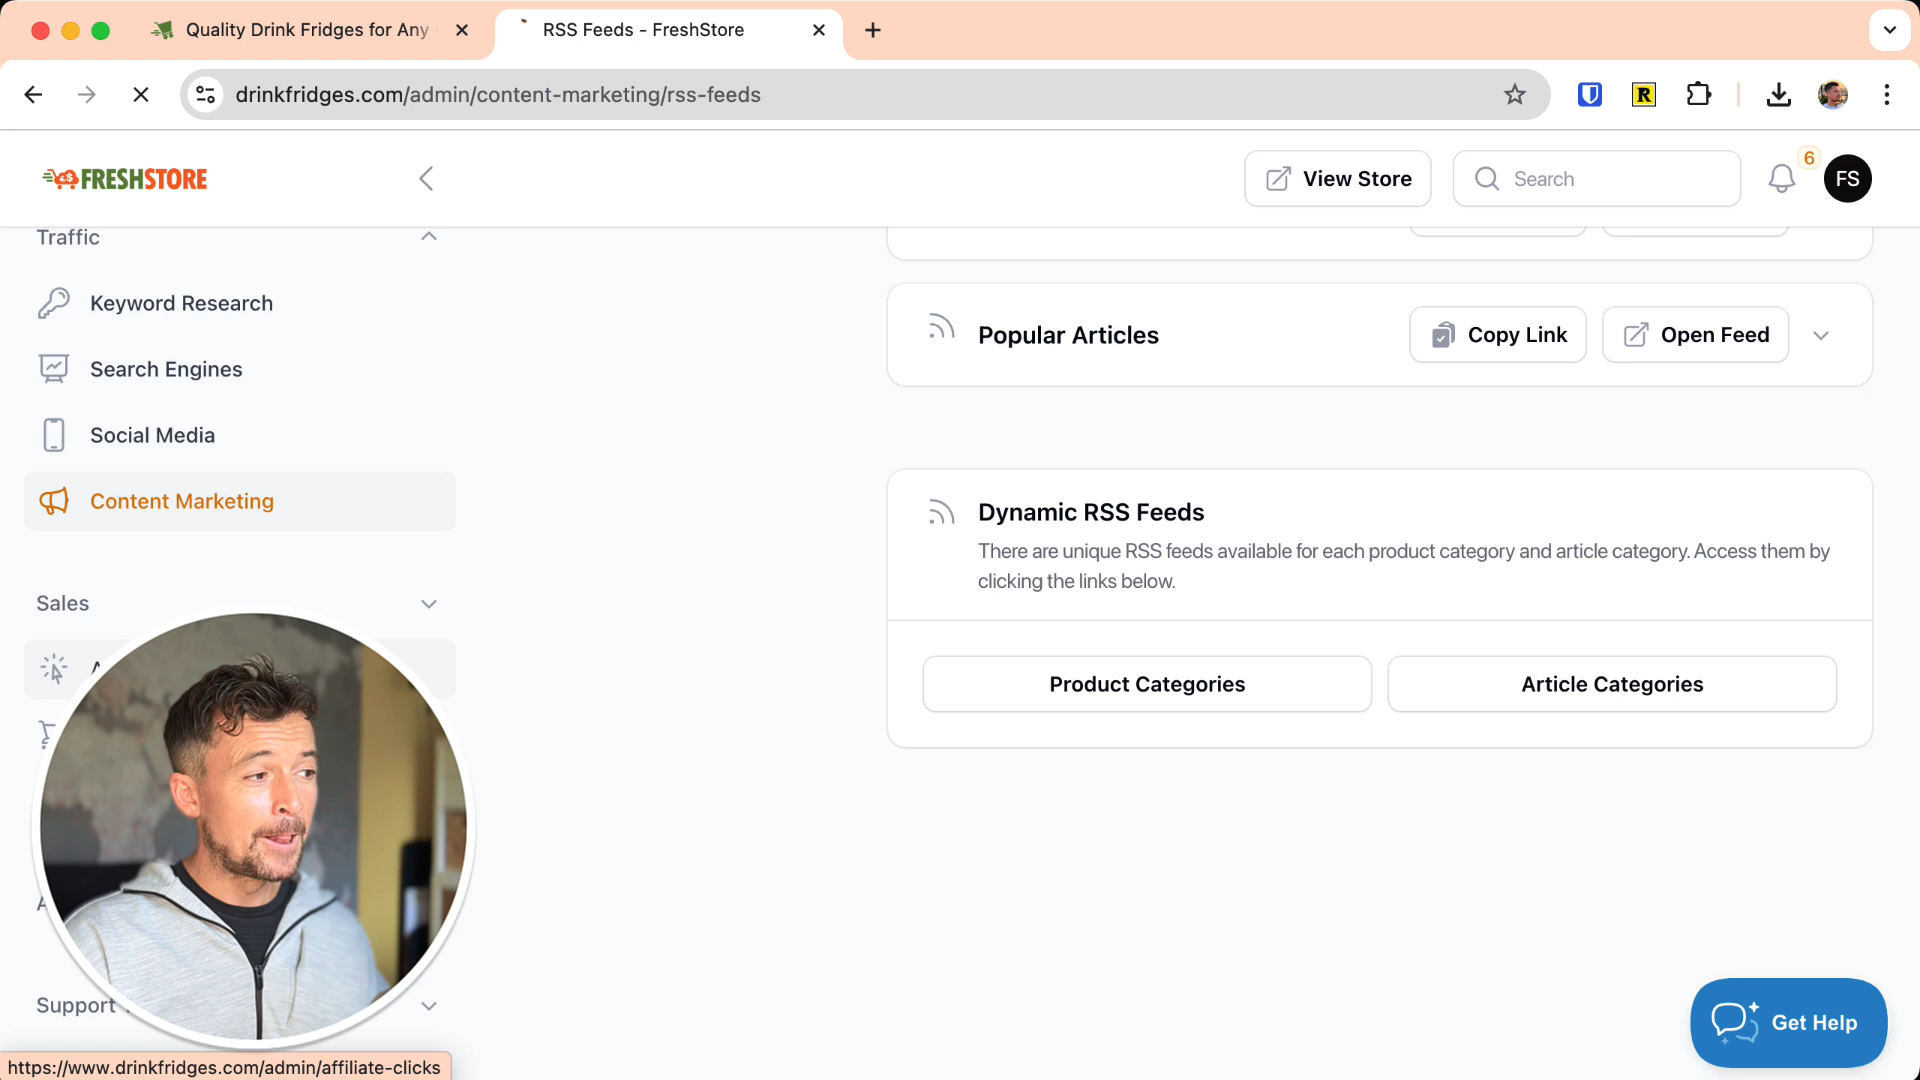 Quality Drink Fridges for Any
RSS Feeds - FreshStore
drinkfridges.com/admin/content-marketing/rss-feeds
R
FRESHSTORE
View Store
Search
6
FS
Traffic
Keyword Research
Search Engines
Social Media
Content Marketing
Sales
Support
Popular Articles
Copy Link
Open Feed
Dynamic RSS Feeds
There are unique RSS feeds available for each product category and article category. Access them by
clicking the links below.
Product Categories
Article Categories
Get Help
https://www.drinkfridges.com/admin/affiliate-clicks